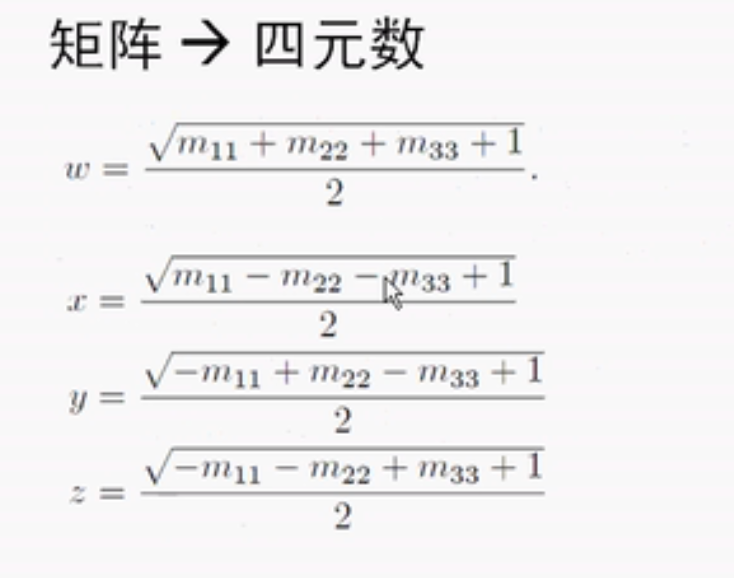 矩阵 → 四元数
w = \frac{\sqrt{m_{11} + m_{22} + m_{33} + 1}}{2}.
x = \frac{\sqrt{m_{11} - m_{22} - m_{33} + 1}}{2}
y = \frac{\sqrt{-m_{11} + m_{22} - m_{33} + 1}}{2}
z = \frac{\sqrt{-m_{11} - m_{22} + m_{33} + 1}}{2}